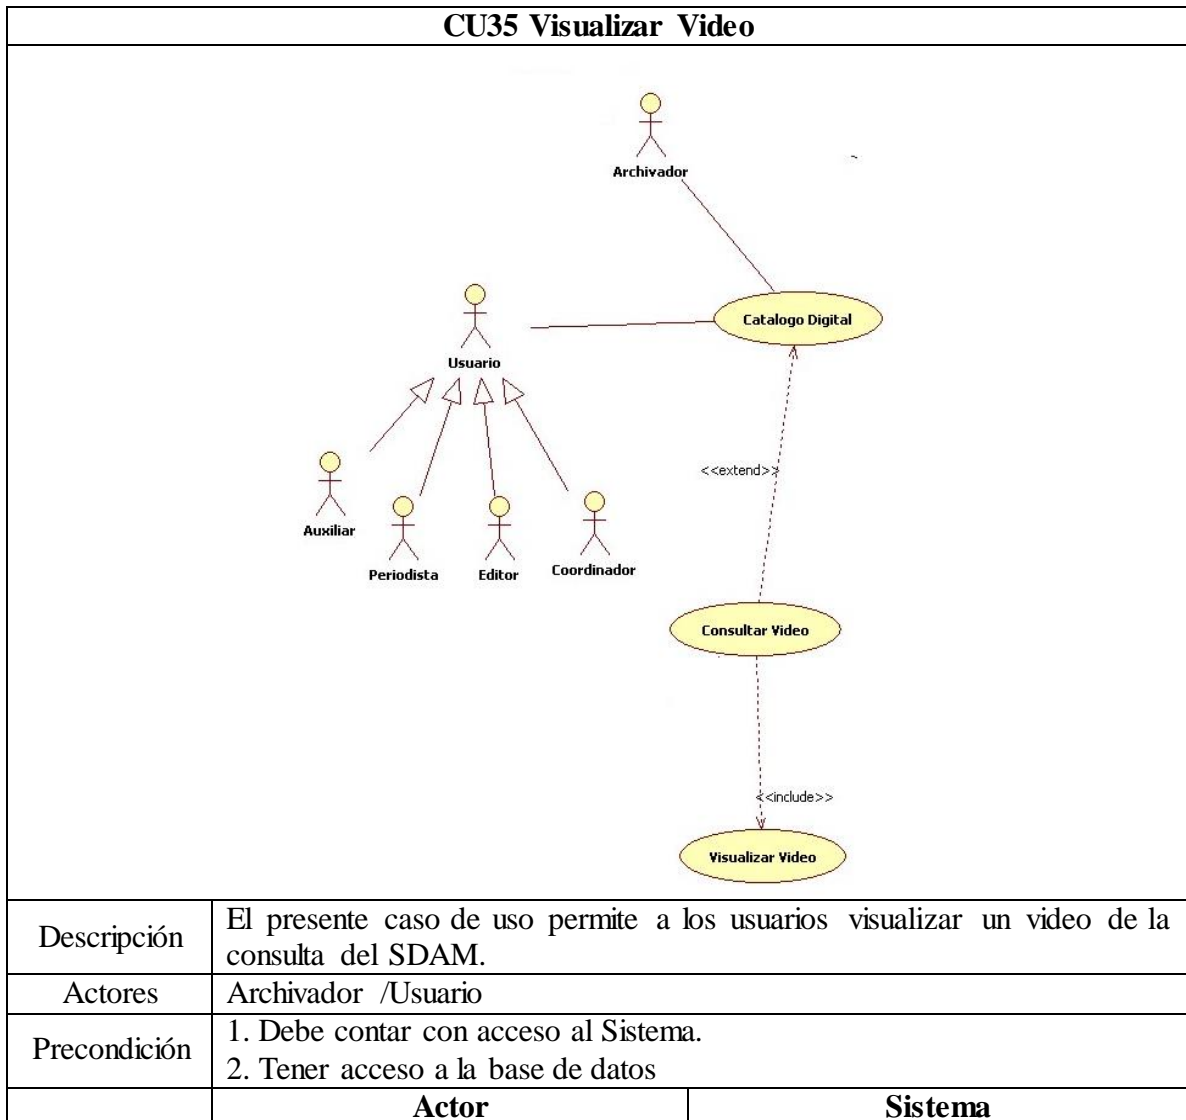 CU35 Visualizar Video
Archivador
Catalogo Digital
Usuario
<<extend>>
Auxiliar
Periodista
Editor
Coordinador
Consultar Video
<<include>>
Visualizar Video
Descripción
El presente caso de uso permite a los usuarios visualizar un video de la
consulta del SDAM.
Actores
Archivador /Usuario
Precondición
1. Debe contar con acceso al Sistema.
2. Tener acceso a la base de datos
Actor
Sistema